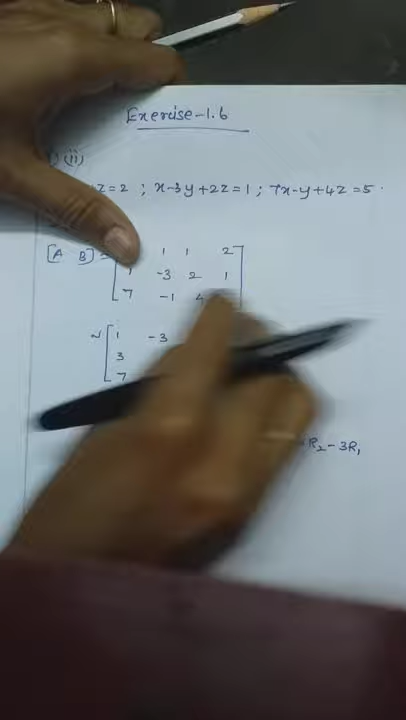 Exercise-1.6
(ii)
z=2 ; x-3y+2z=1 ; 7x-y+4z=5.
[A B] = 1 1 2
1 -3 2 1
7 -1 4
~ 1 -3
3
7
R₂-3R₁